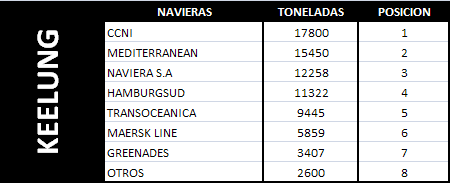 KEELUNG
NAVIERAS TONELADAS POSICION
CCNI 17800 1
MEDITERRANEAN 15450 2
NAVIERA S.A 12258 3
HAMBURGSUD 11322 4
TRANSOCEANICA 9445 5
MAERSK LINE 5859 6
GREENADES 3407 7
OTROS 2600 8